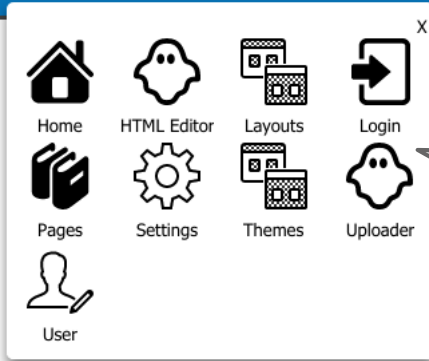 X
Home HTML Editor Layouts Login
Pages Settings Themes Uploader
User